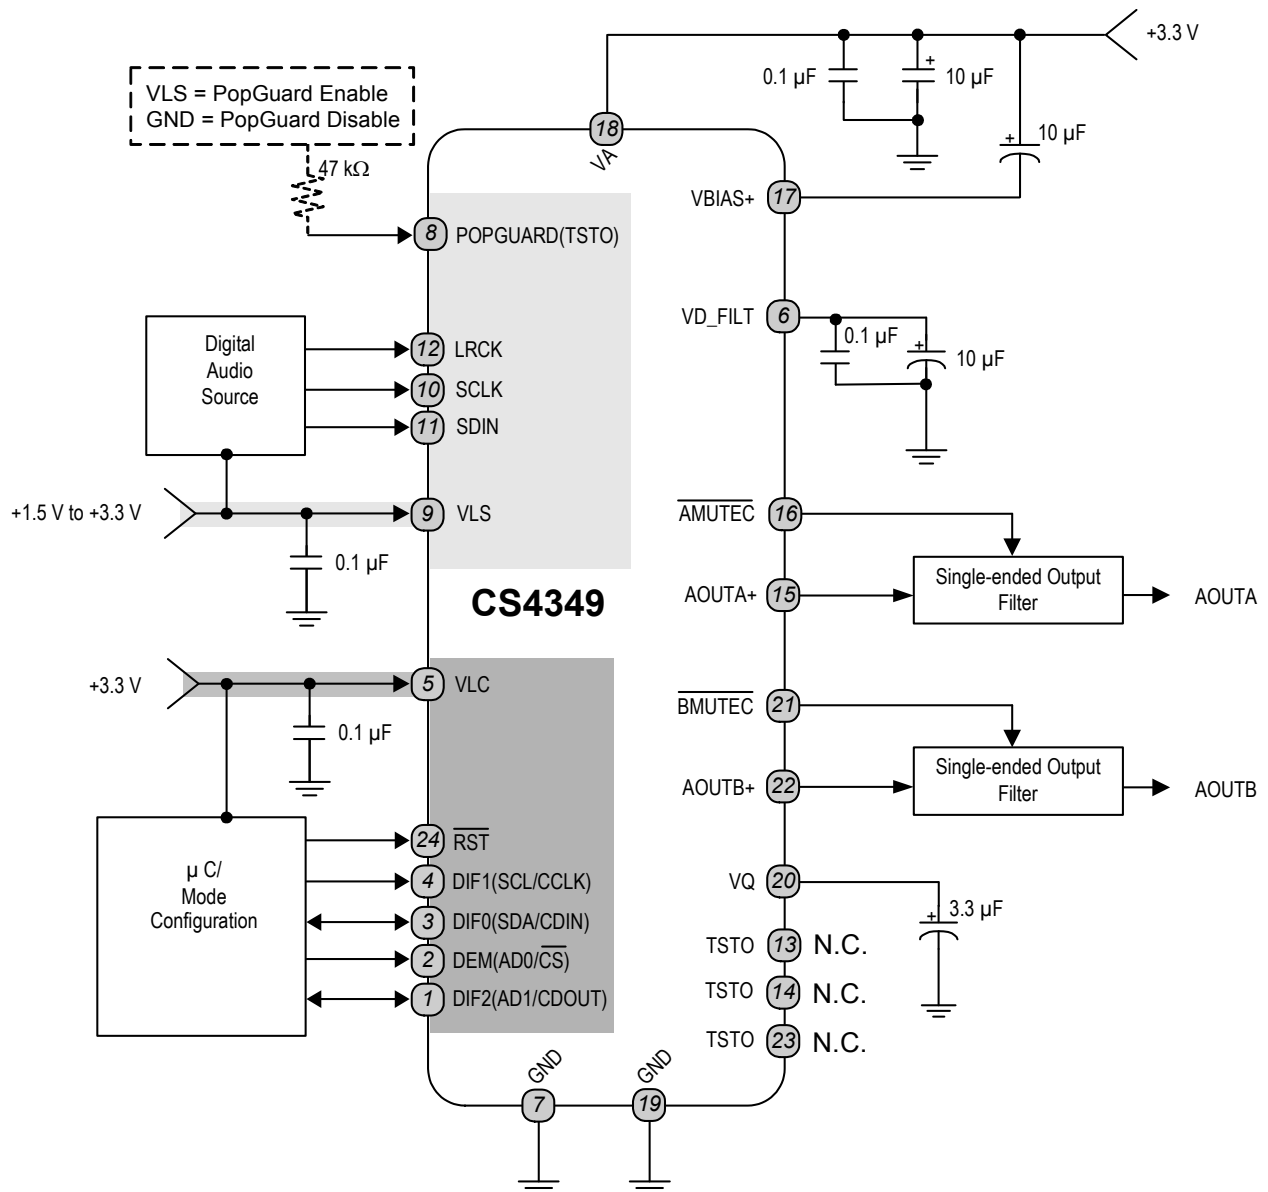 +3.3 V
0.1 µF
+
10 µF
+
10 µF
VLS = PopGuard Enable
GND = PopGuard Disable
47 kΩ
18
VA
VBIAS+
17
8
POPGUARD(TSTO)
VD_FILT
6
0.1 µF
+
10 µF
Digital
Audio
Source
12
LRCK
10
SCLK
11
SDIN
+1.5 V to +3.3 V
9
VLS
0.1 µF
AMUTEC
16
Single-ended Output
Filter
AOUTA+
15
AOUTA
CS4349
+3.3 V
5
VLC
0.1 µF
BMUTEC
21
Single-ended Output
Filter
AOUTB+
22
AOUTB
µ C/
Mode
Configuration
24
RST
4
DIF1(SCL/CCLK)
3
DIF0(SDA/CDIN)
2
DEM(AD0/CS)
1
DIF2(AD1/CDOUT)
VQ
20
+
3.3 µF
TSTO
13
N.C.
TSTO
14
N.C.
TSTO
23
N.C.
GND
7
GND
19